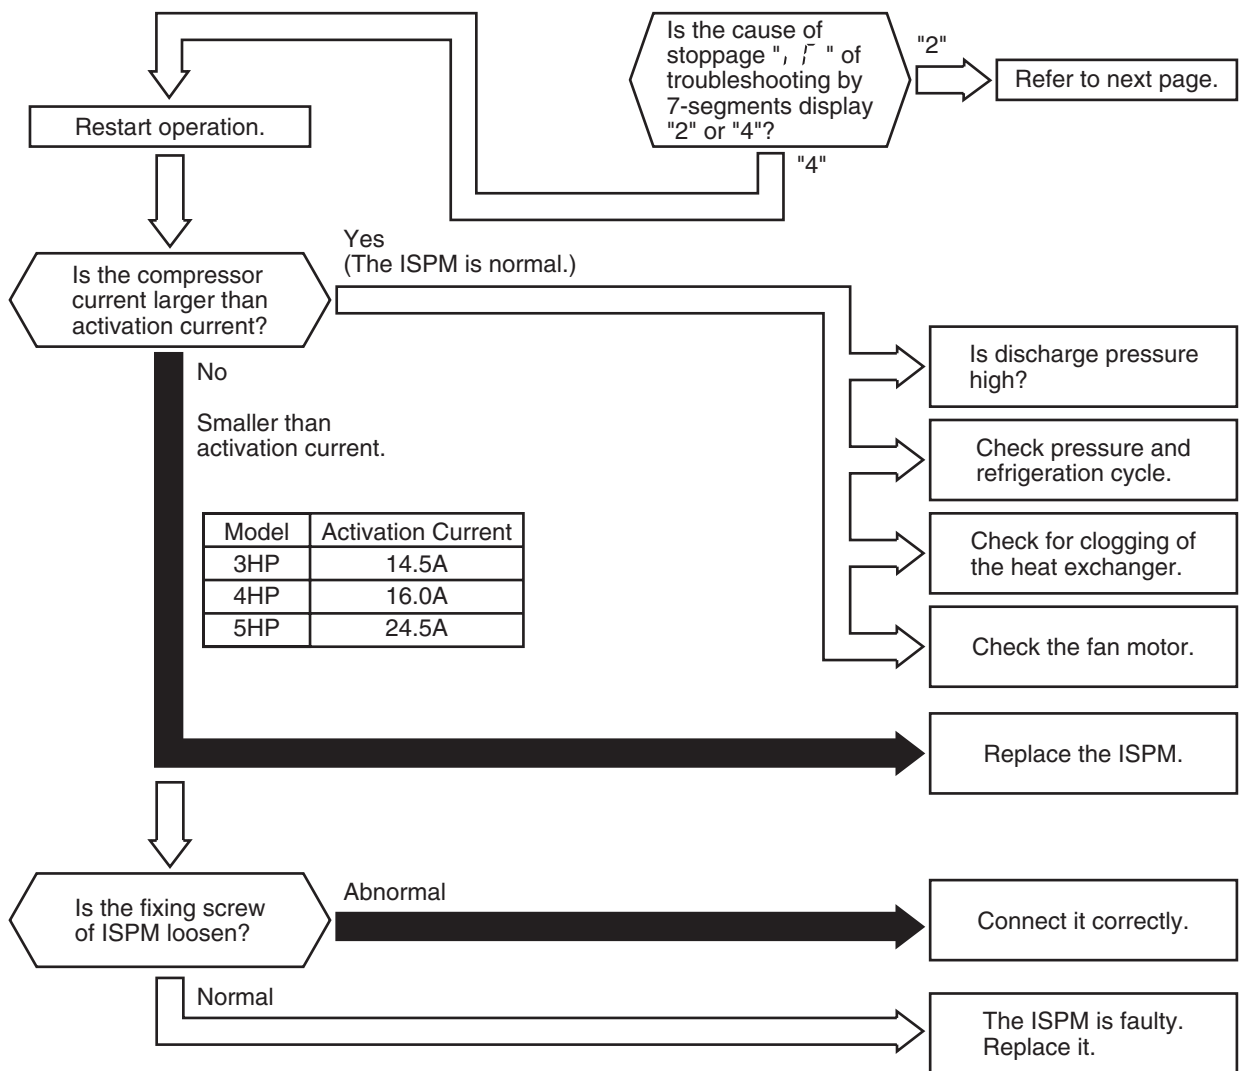 Is the cause of
stoppage " " of
troubleshooting by
7-segments display
"2" or "4"?
"2"
Refer to next page.
"4"
Restart operation.
Is the compressor
current larger than
activation current?
Yes
(The ISPM is normal.)
No
Smaller than
activation current.
Model Activation Current
3HP 14.5A
4HP 16.0A
5HP 24.5A
Is discharge pressure
high?
Check pressure and
refrigeration cycle.
Check for clogging of
the heat exchanger.
Check the fan motor.
Replace the ISPM.
Is the fixing screw
of ISPM loosen?
Abnormal
Connect it correctly.
Normal
The ISPM is faulty.
Replace it.